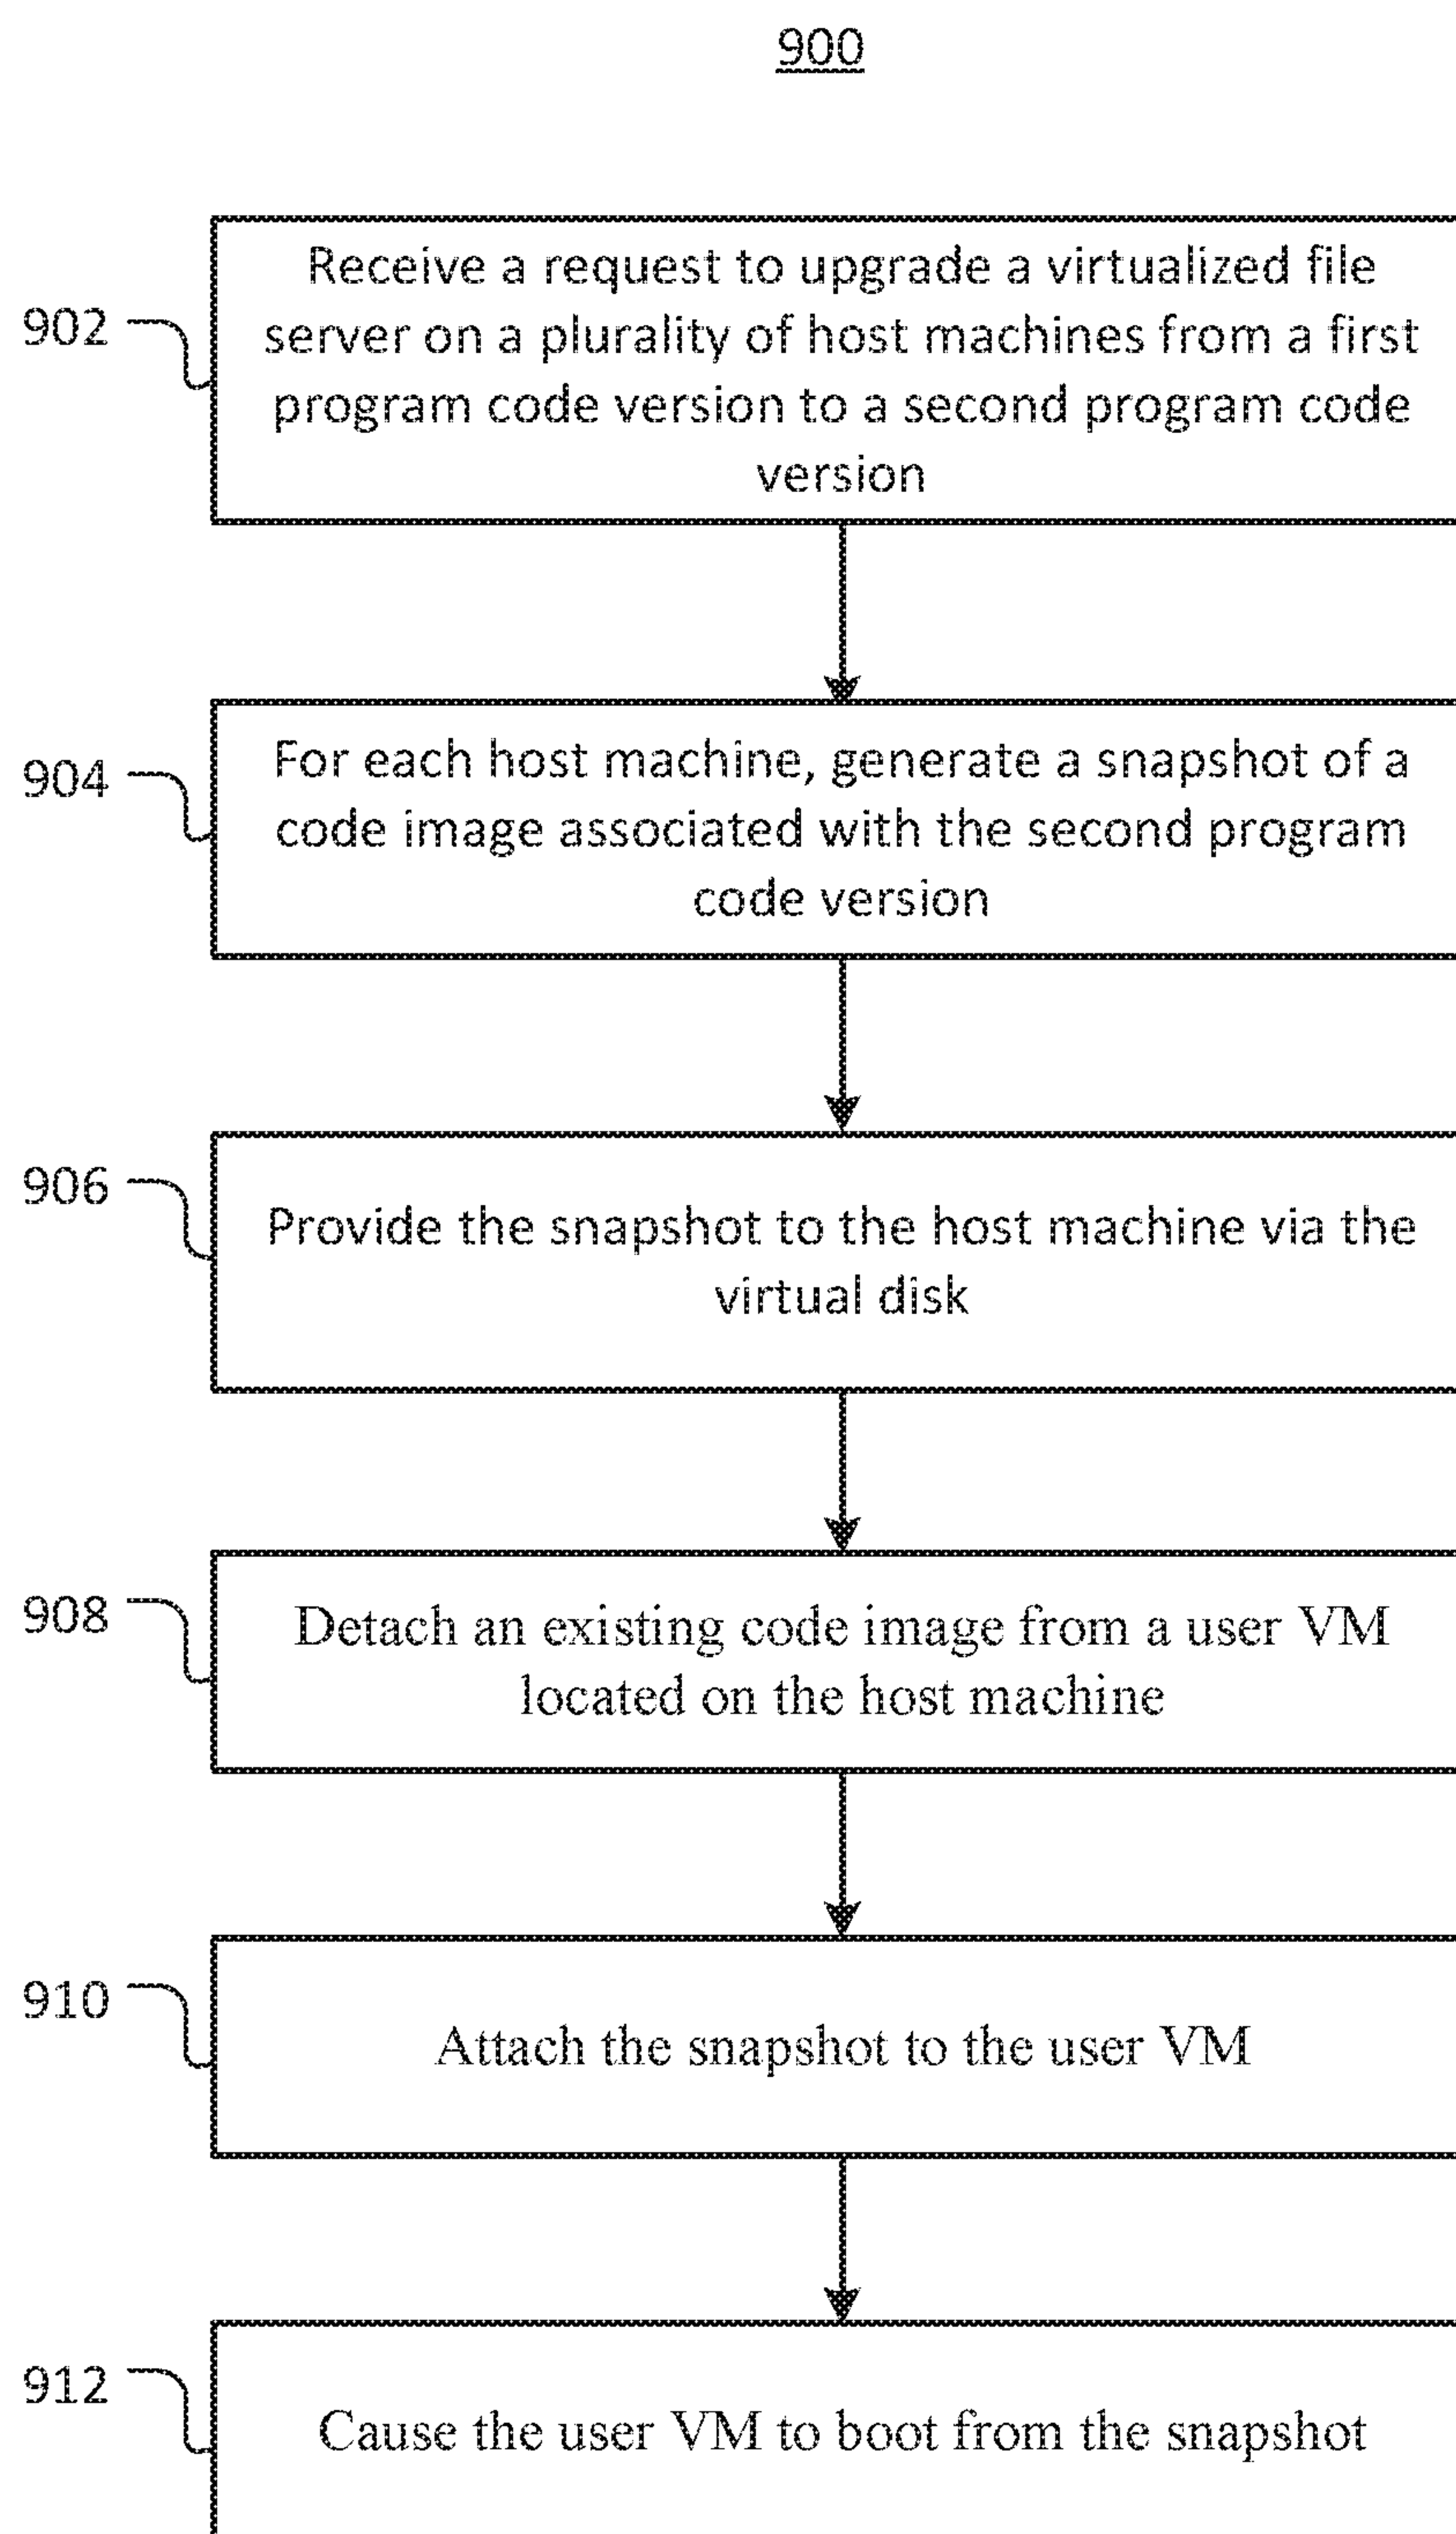 900
902
Receive a request to upgrade a virtualized file
server on a plurality of host machines from a first
program code version to a second program code
version
904
For each host machine, generate a snapshot of a
code image associated with the second program
code version
906
Provide the snapshot to the host machine via the
virtual disk
908
Detach an existing code image from a user VM
located on the host machine
910
Attach the snapshot to the user VM
912
Cause the user VM to boot from the snapshot